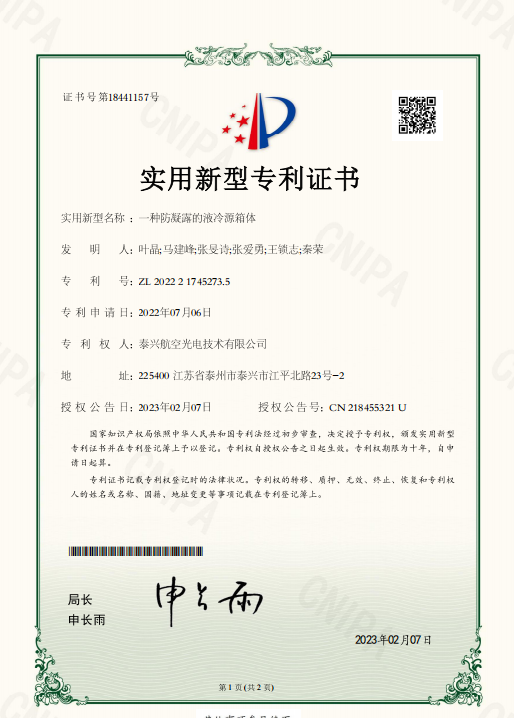 证书号第18441157号
实用新型专利证书
实用新型名称：一种防凝露的液冷源箱体
发明人：叶晶;马建峰;张旻诗;张爱勇;王锁志;秦荣
专利号：ZL 2022 2 1745273.5
专利申请日：2022年07月06日
专利权人：泰兴航空光电技术有限公司
地址：225400 江苏省泰州市泰兴市江平北路23号-2
授权公告日：2023年02月07日 授权公告号：CN 218455321 U
国家知识产权局依照中华人民共和国专利法经过初步审查，决定授予专利权，颁发实用新型
专利证书并在专利登记簿上予以登记。专利权自授权公告之日起生效。专利权期限为十年，自申
请日起算。
专利证书记载专利权登记时的法律状况。专利权的转移、质押、无效、终止、恢复和专利权
人的姓名或名称、国籍、地址变更等事项记载在专利登记簿上。
局长
申长雨
申长雨
2023年02月07日
第 1 页 (共 2 页)
CNIPA
CNIPA
CNIPA
CNIPA
CNIPA